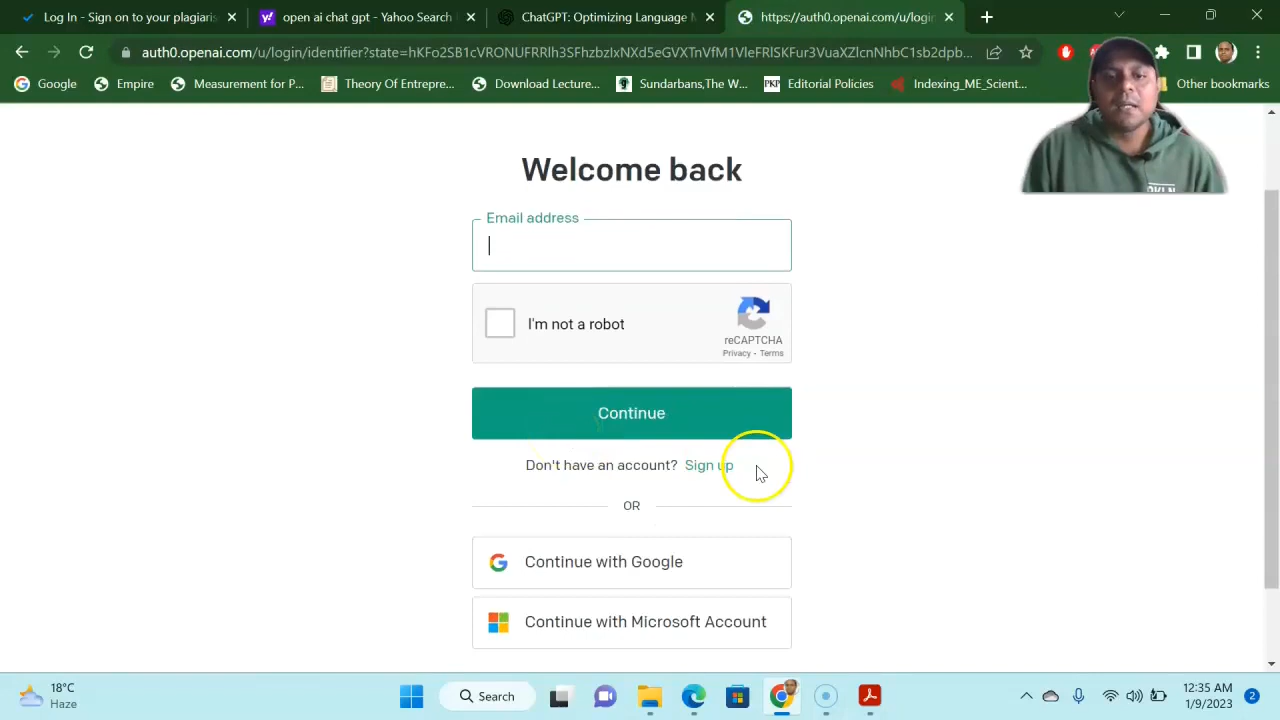 Log In - Sign on to your plagiaris
open ai chat gpt - Yahoo Search
ChatGPT: Optimizing Language
https://auth0.openai.com/u/login
auth0.openai.com/u/login/identifier?state=hKFo2SB1cVRONUFRRlh3SFhzbzIxNXd5eGVXTnVfM1VIeFRlSKFur3VuaXZlcnNhbC1sb2dpb...
Google
Empire
Measurement for P...
Theory Of Entrepre...
Download Lecture...
Sundarbans,The W...
PKP
Editorial Policies
Indexing_ME_Scient...
Other bookmarks
Welcome back
Email address
I'm not a robot
reCAPTCHA
Privacy - Terms
Continue
Don't have an account? Sign up
OR
Continue with Google
Continue with Microsoft Account
18°C
Haze
Search
12:35 AM
1/9/2023
2